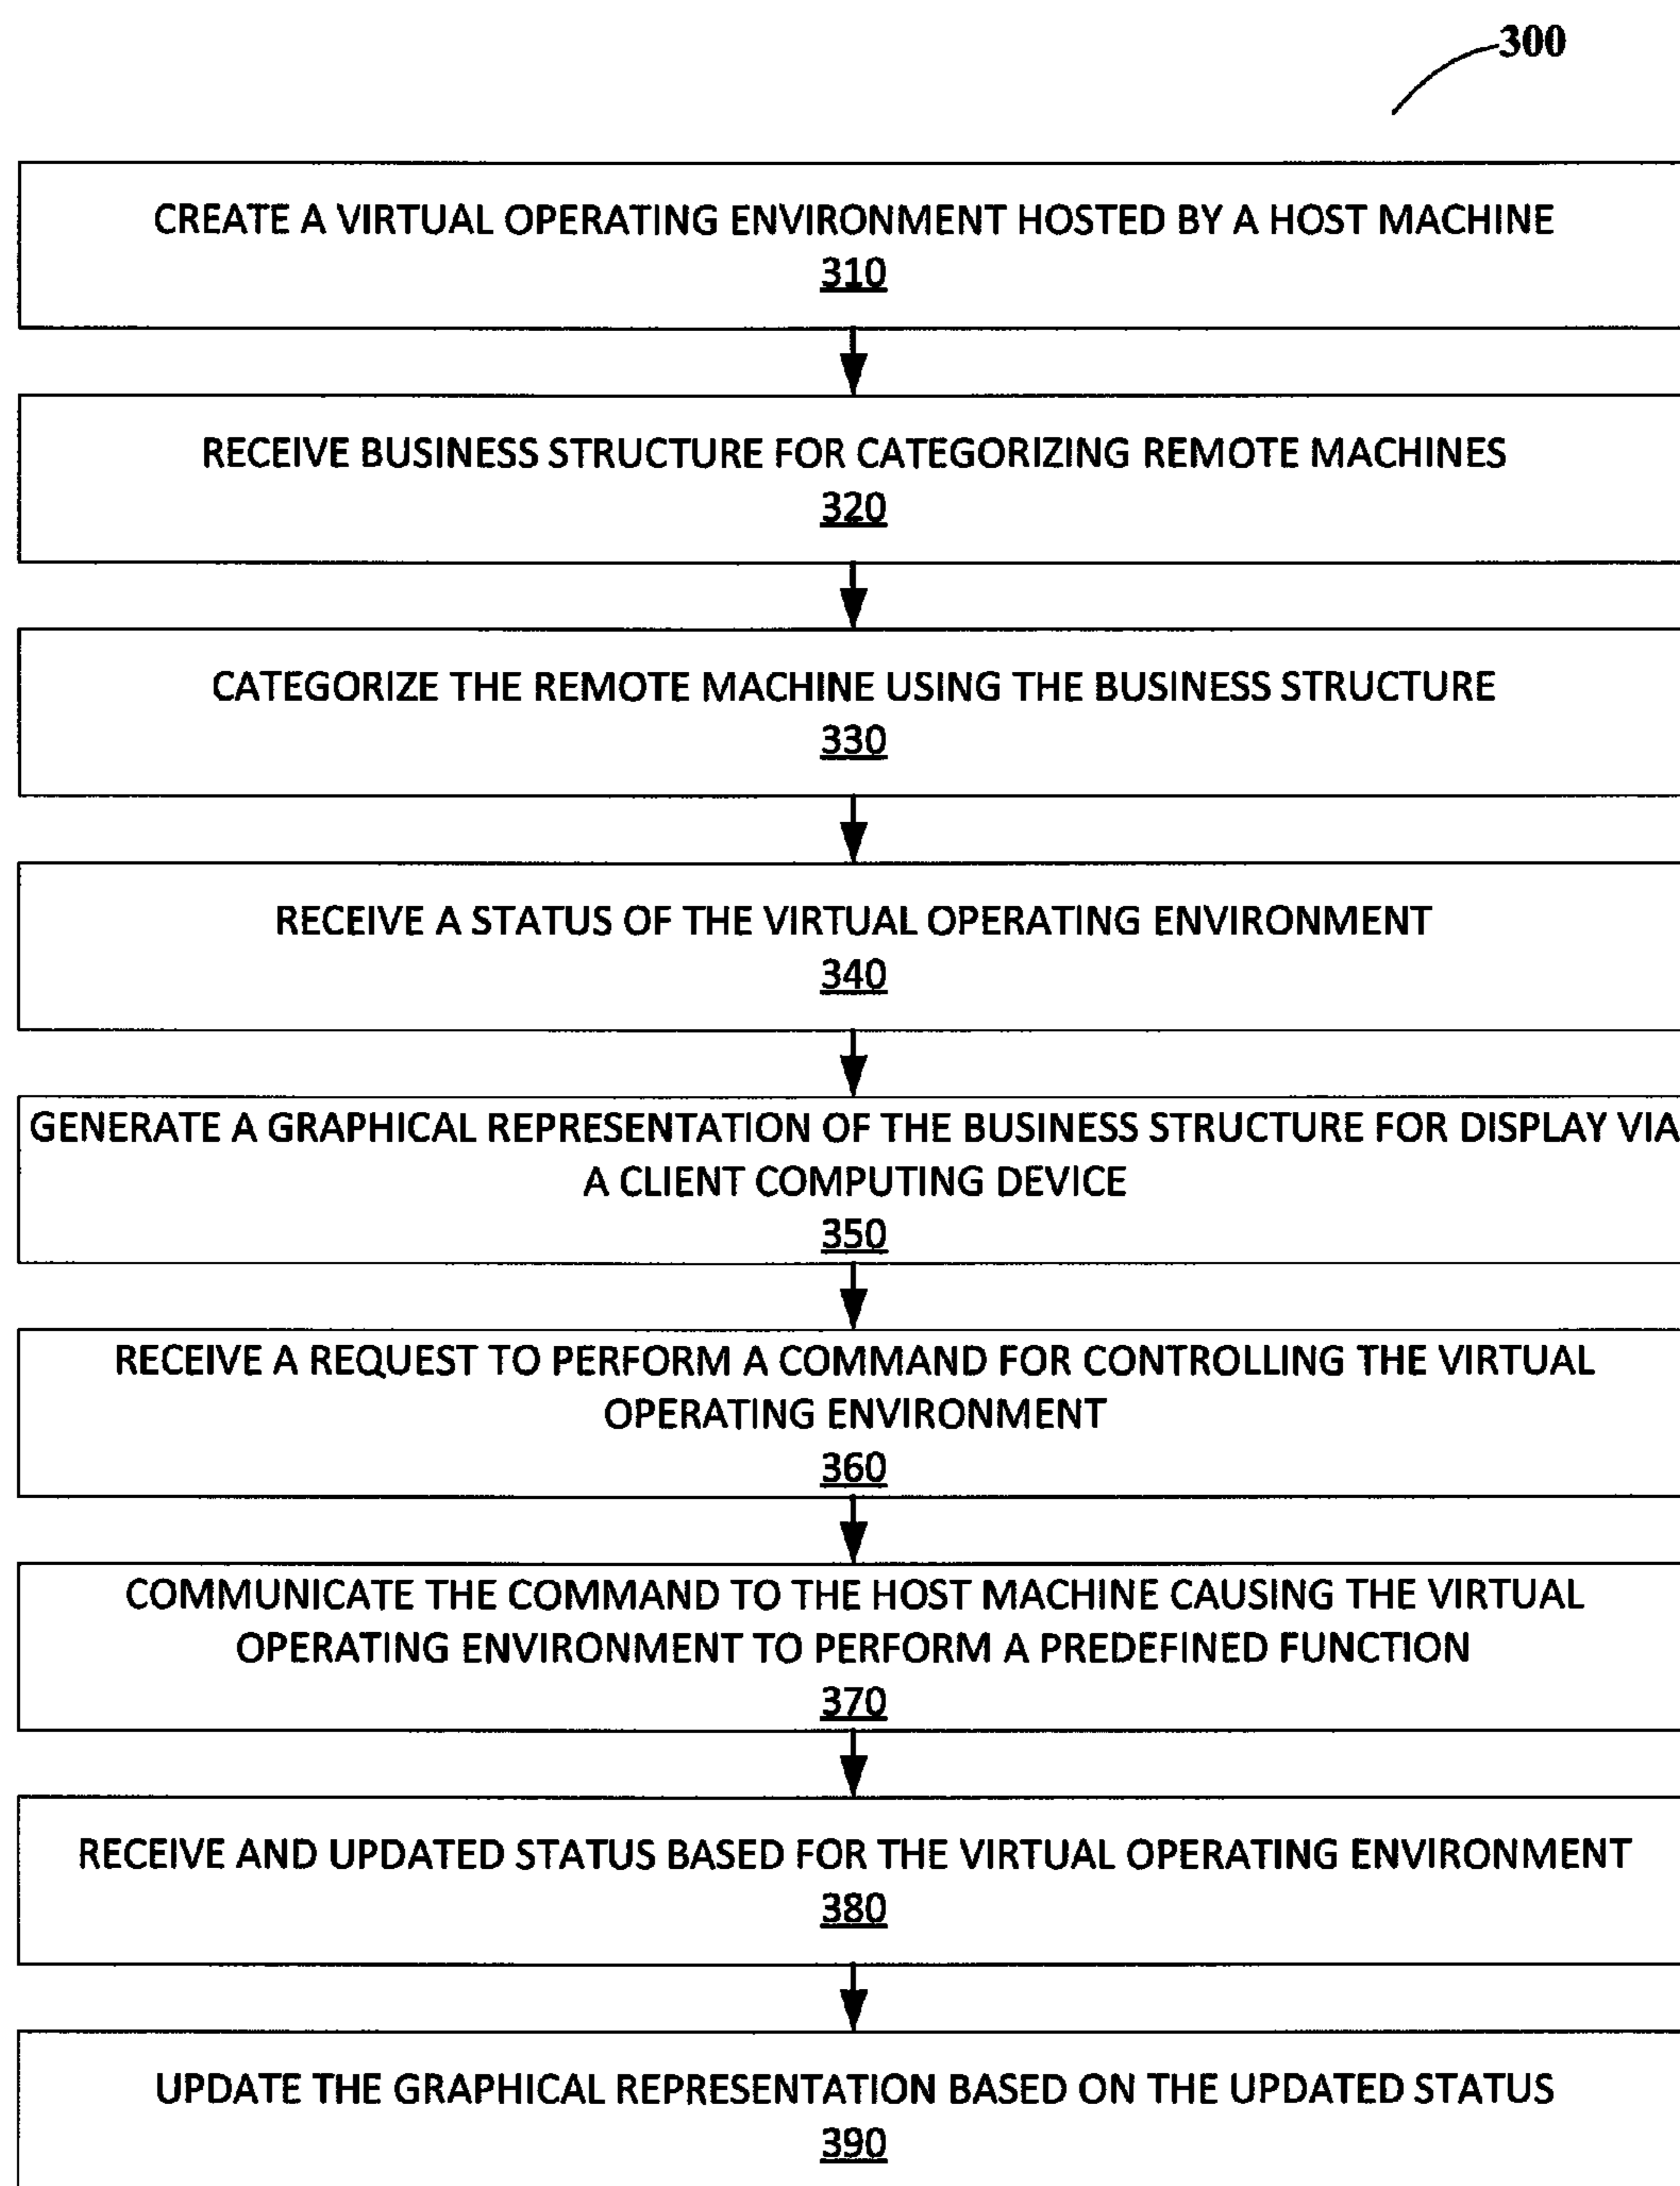 300
CREATE A VIRTUAL OPERATING ENVIRONMENT HOSTED BY A HOST MACHINE
310
RECEIVE BUSINESS STRUCTURE FOR CATEGORIZING REMOTE MACHINES
320
CATEGORIZE THE REMOTE MACHINE USING THE BUSINESS STRUCTURE
330
RECEIVE A STATUS OF THE VIRTUAL OPERATING ENVIRONMENT
340
GENERATE A GRAPHICAL REPRESENTATION OF THE BUSINESS STRUCTURE FOR DISPLAY VIA
A CLIENT COMPUTING DEVICE
350
RECEIVE A REQUEST TO PERFORM A COMMAND FOR CONTROLLING THE VIRTUAL
OPERATING ENVIRONMENT
360
COMMUNICATE THE COMMAND TO THE HOST MACHINE CAUSING THE VIRTUAL
OPERATING ENVIRONMENT TO PERFORM A PREDEFINED FUNCTION
370
RECEIVE AND UPDATED STATUS BASED FOR THE VIRTUAL OPERATING ENVIRONMENT
380
UPDATE THE GRAPHICAL REPRESENTATION BASED ON THE UPDATED STATUS
390